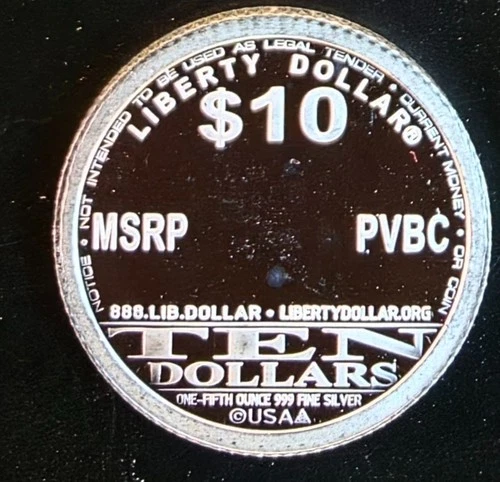 NOTICE • NOT INTENDED TO BE USED AS LEGAL TENDER • CURRENT MONEY • OR COIN
LIBERTY DOLLAR®
$10
MSRP PVBC
888.LIB.DOLLAR • LIBERTYDOLLAR.ORG
TEN
DOLLARS
ONE-FIFTH OUNCE 999 FINE SILVER
©USA